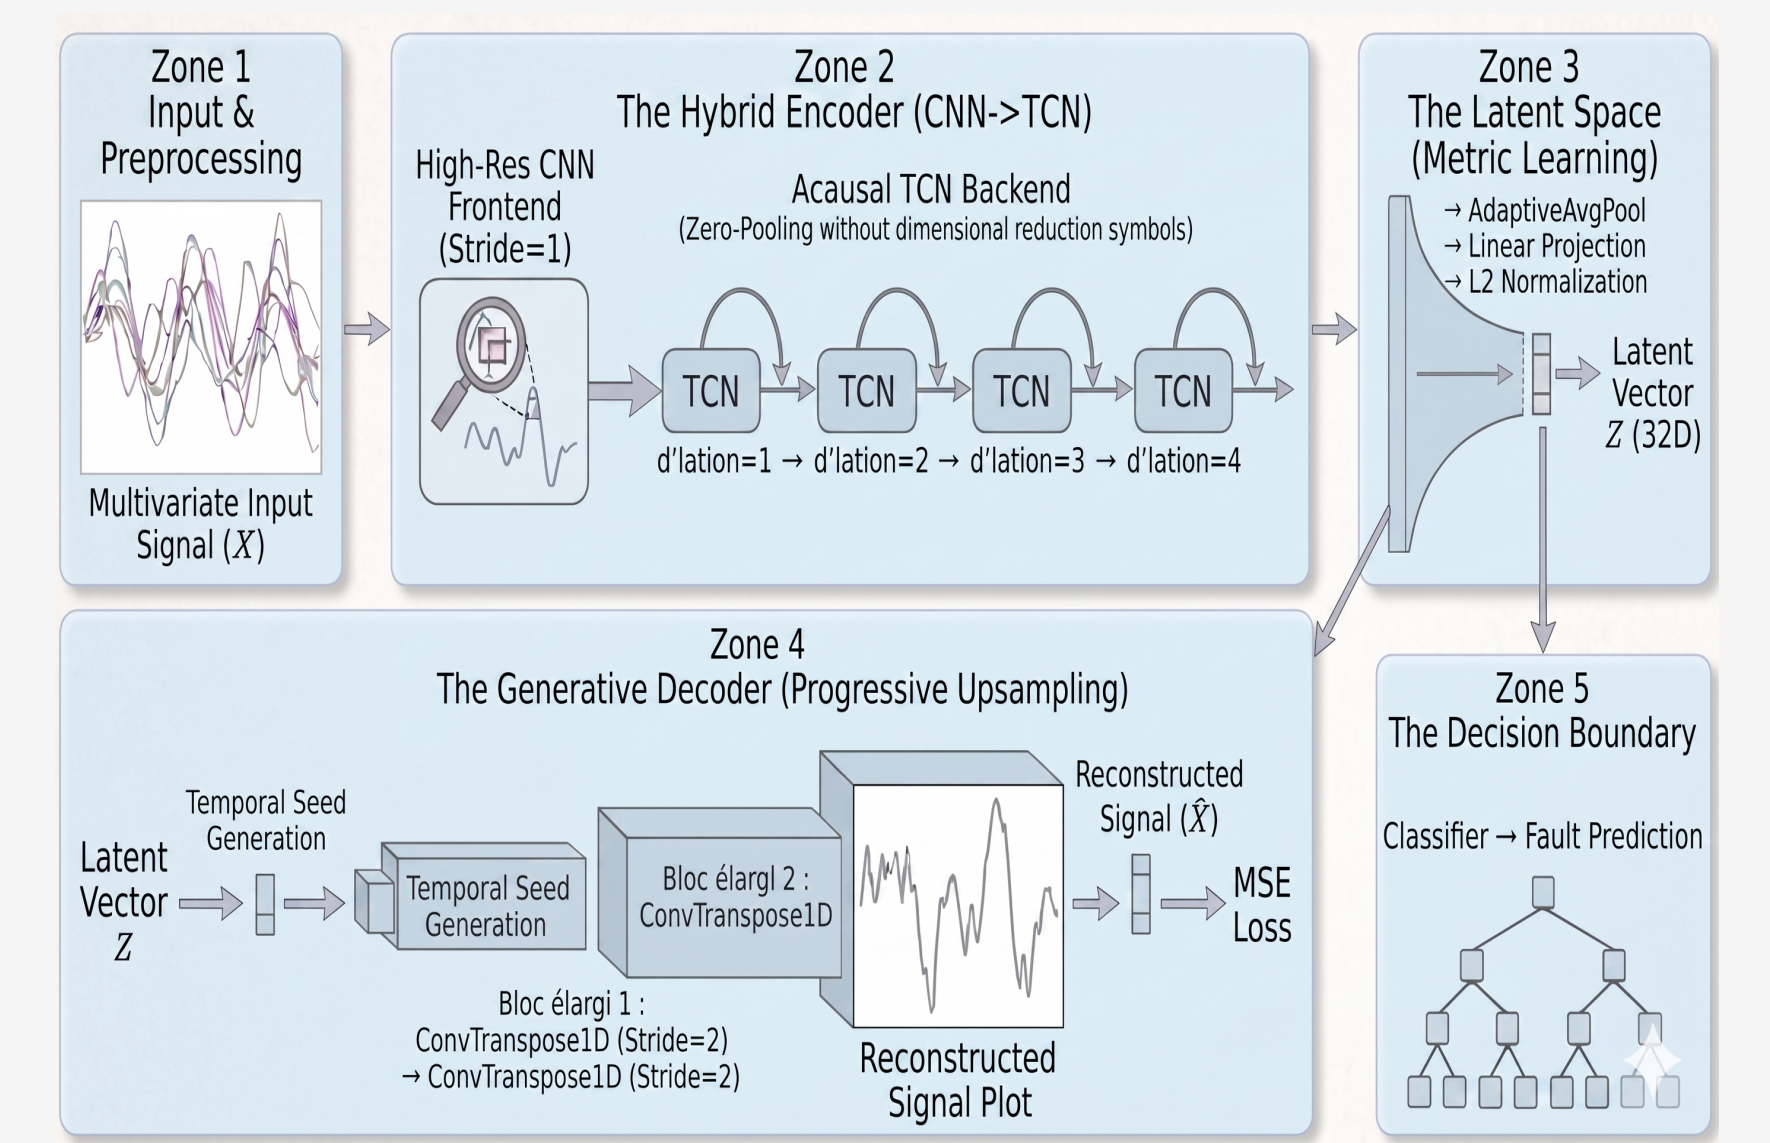 Zone 1
Input &
Preprocessing
Multivariate Input
Signal (X)
Zone 2
The Hybrid Encoder (CNN->TCN)
High-Res CNN
Frontend
(Stride=1)
Acausal TCN Backend
(Zero-Pooling without dimensional reduction symbols)
TCN
TCN
TCN
TCN
d'lation=1 → d'lation=2 → d'lation=3 → d'lation=4
Zone 3
The Latent Space
(Metric Learning)
→ AdaptiveAvgPool
→ Linear Projection
→ L2 Normalization
Latent
Vector
Z (32D)
Zone 4
The Generative Decoder (Progressive Upsampling)
Latent
Vector
Z
Temporal Seed
Generation
Temporal Seed
Generation
Bloc élargi 1 :
ConvTranspose1D (Stride=2)
→ ConvTranspose1D (Stride=2)
Bloc élargl 2 :
ConvTranspose1D
Reconstructed
Signal Plot
Reconstructed
Signal (X̂)
MSE
Loss
Zone 5
The Decision Boundary
Classifier → Fault Prediction